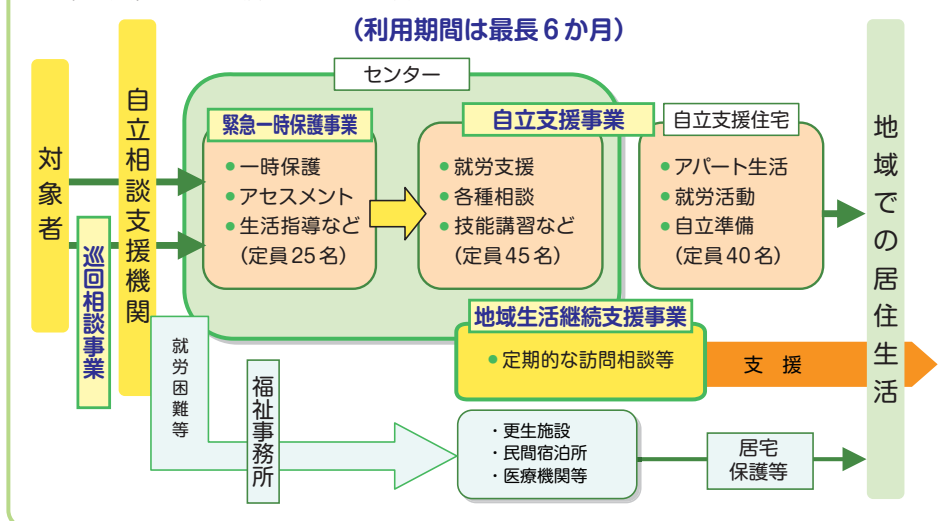 (利用期間は最長6か月)
センター
対象者
巡回相談事業
自立相談支援機関
緊急一時保護事業
● 一時保護
● アセスメント
● 生活指導など
(定員25名)
自立支援事業
● 就労支援
● 各種相談
● 技能講習など
(定員45名)
自立支援住宅
● アパート生活
● 就労活動
● 自立準備
(定員40名)
地域での居住生活
地域生活継続支援事業
● 定期的な訪問相談等
支 援
就労困難等
福祉事務所
・更生施設
・民間宿泊所
・医療機関等
居宅
保護等